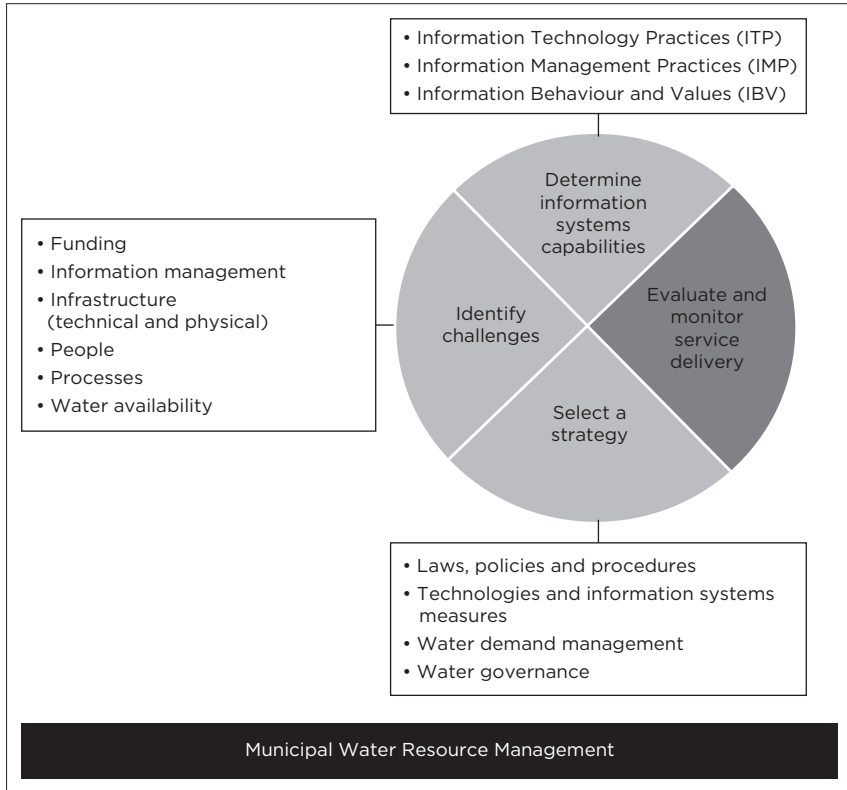 • Information Technology Practices (ITP)
• Information Management Practices (IMP)
• Information Behaviour and Values (IBV)
Determine
information
systems
capabilities
• Funding
• Information management
• Infrastructure
(technical and physical)
• People
• Processes
• Water availability
Identify
challenges
Evaluate and
monitor
service
delivery
Select a
strategy
• Laws, policies and procedures
• Technologies and information systems
measures
• Water demand management
• Water governance
Municipal Water Resource Management